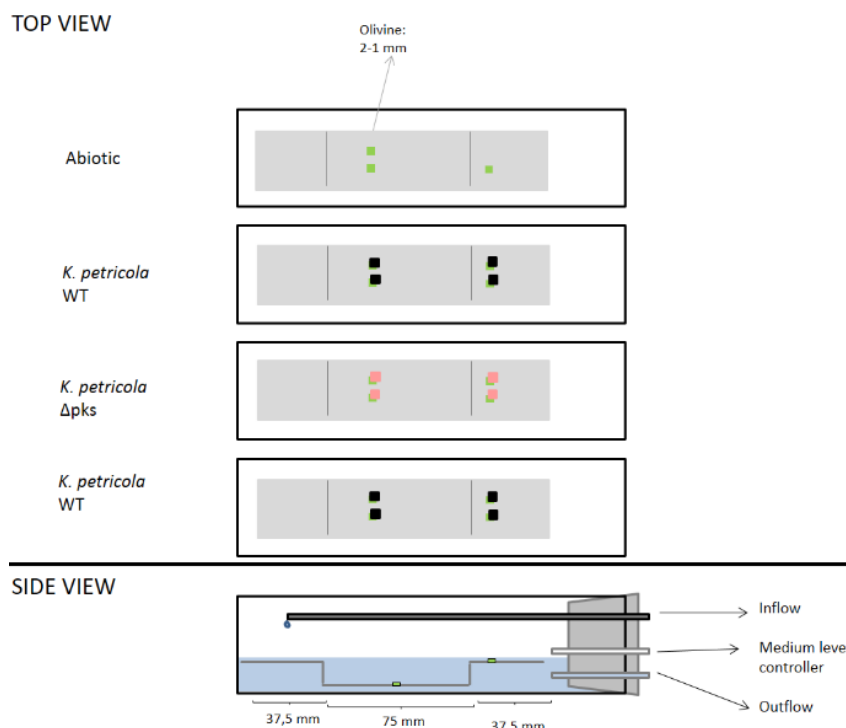 TOP VIEW
Olivine:
2-1 mm
Abiotic
K. petricola
WT
K. petricola
Δpks
K. petricola
WT
SIDE VIEW
Inflow
Medium level
controller
Outflow
37,5 mm
75 mm
37,5 mm